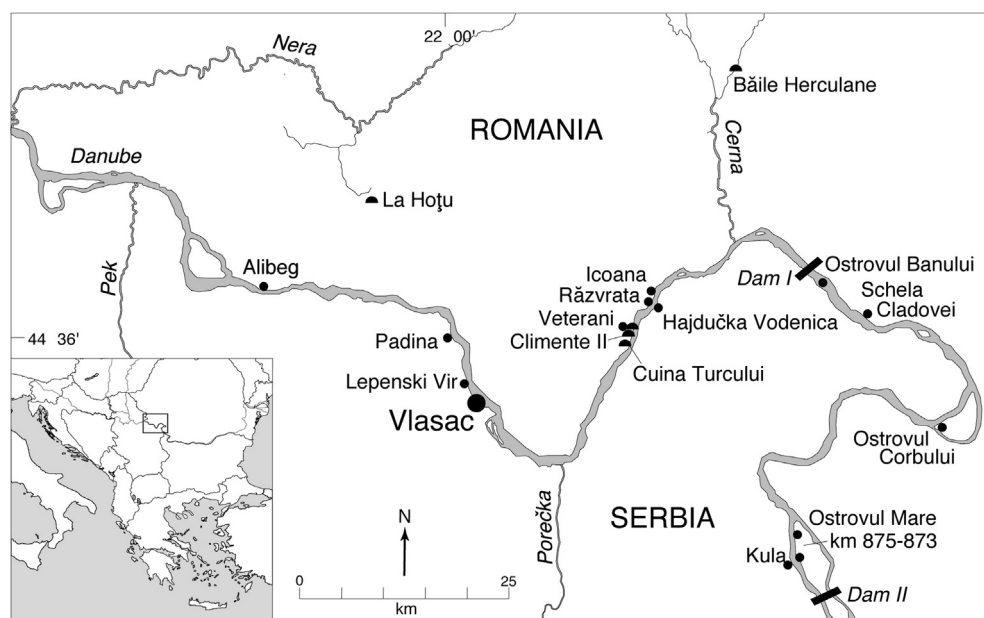 22 00'
Nera
Băile Herculane
ROMANIA
Cerna
Danube
La Hoţu
Pek
Alibeg
Icoana
Răzvrata
Veterani
Climente II
Hajdučka Vodenica
Cuina Turcului
Dam I
Ostrovul Banului
Schela
Cladovei
44 36'
Padina
Lepenski Vir
Vlasac
Ostrovul
Corbului
Porečka
SERBIA
Ostrovul Mare
km 875-873
Kula
Dam II
N
0
25
km